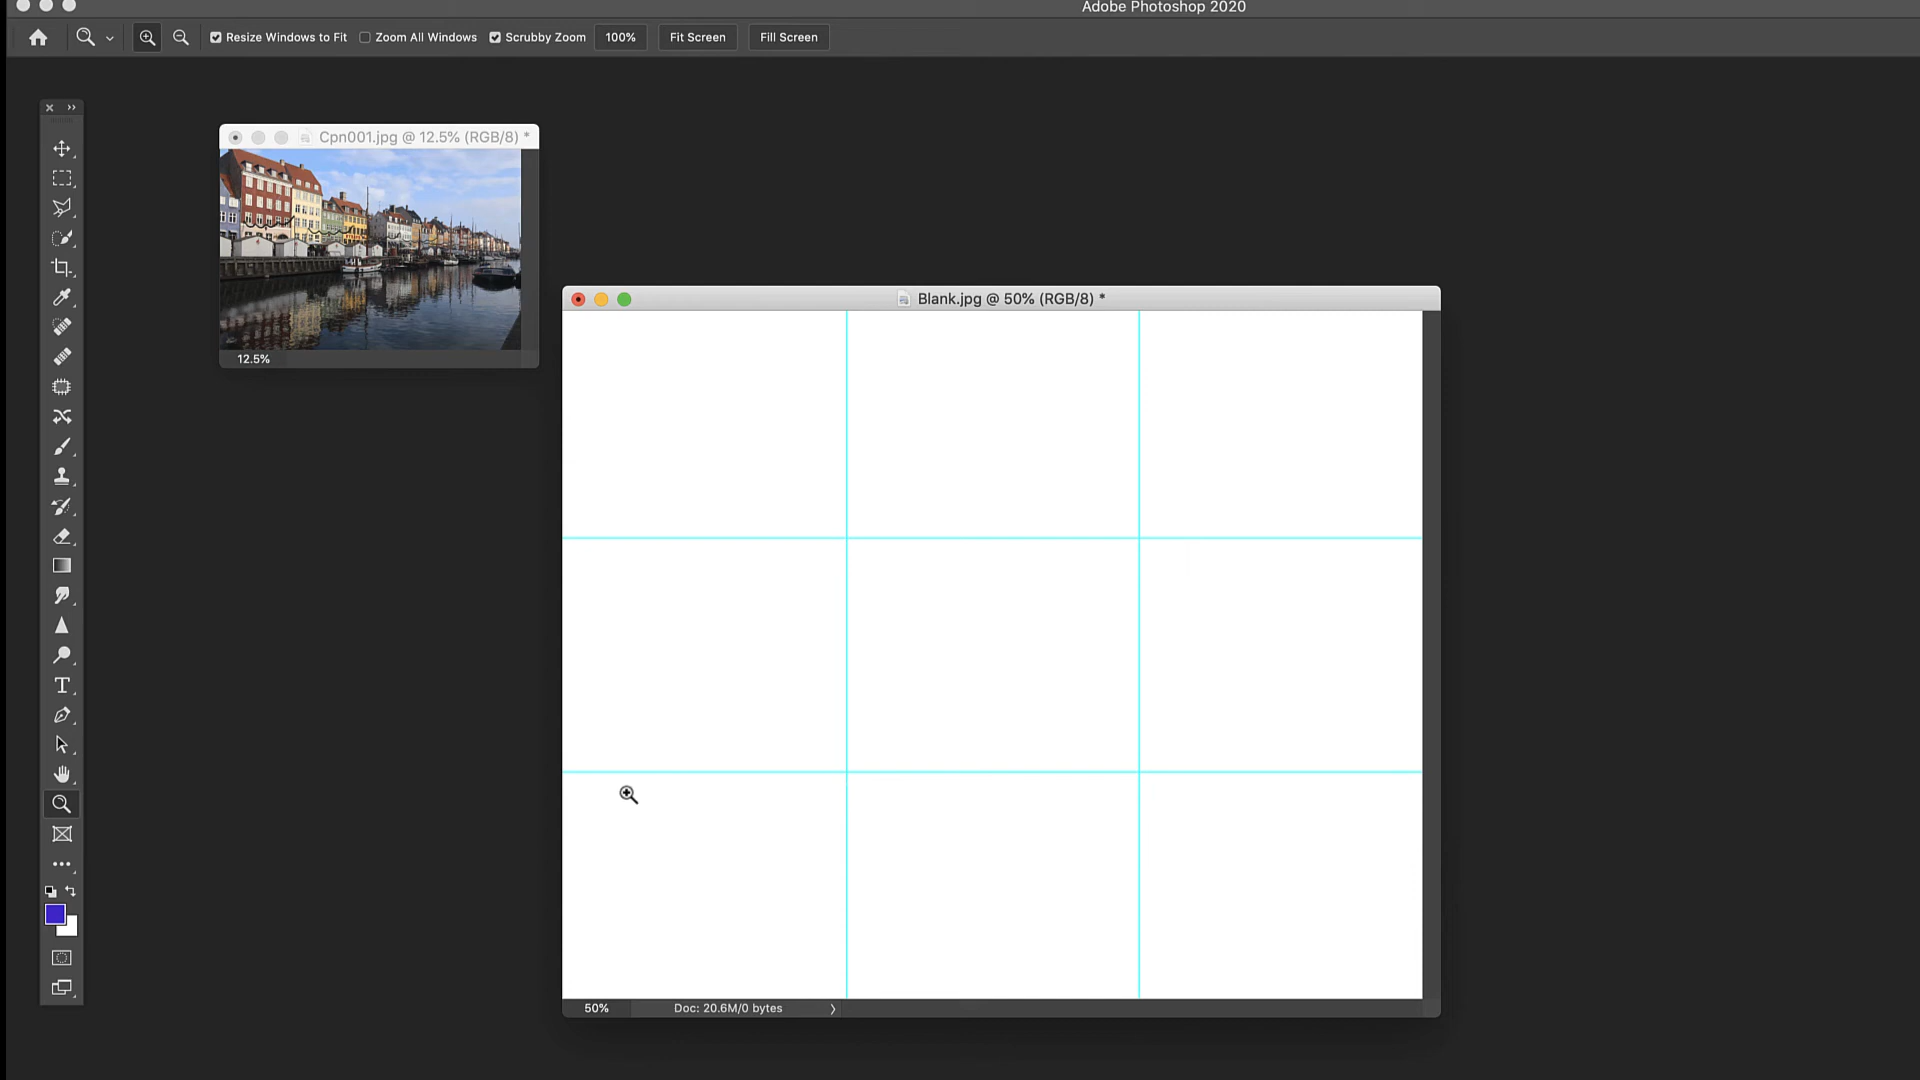 Adobe Photoshop 2020
Resize Windows to Fit Zoom All Windows Scrubby Zoom 100% Fit Screen Fill Screen
Cpn001.jpg @ 12.5% (RGB/8) *
12.5%
Blank.jpg @ 50% (RGB/8) *
50% Doc: 20.6M/0 bytes